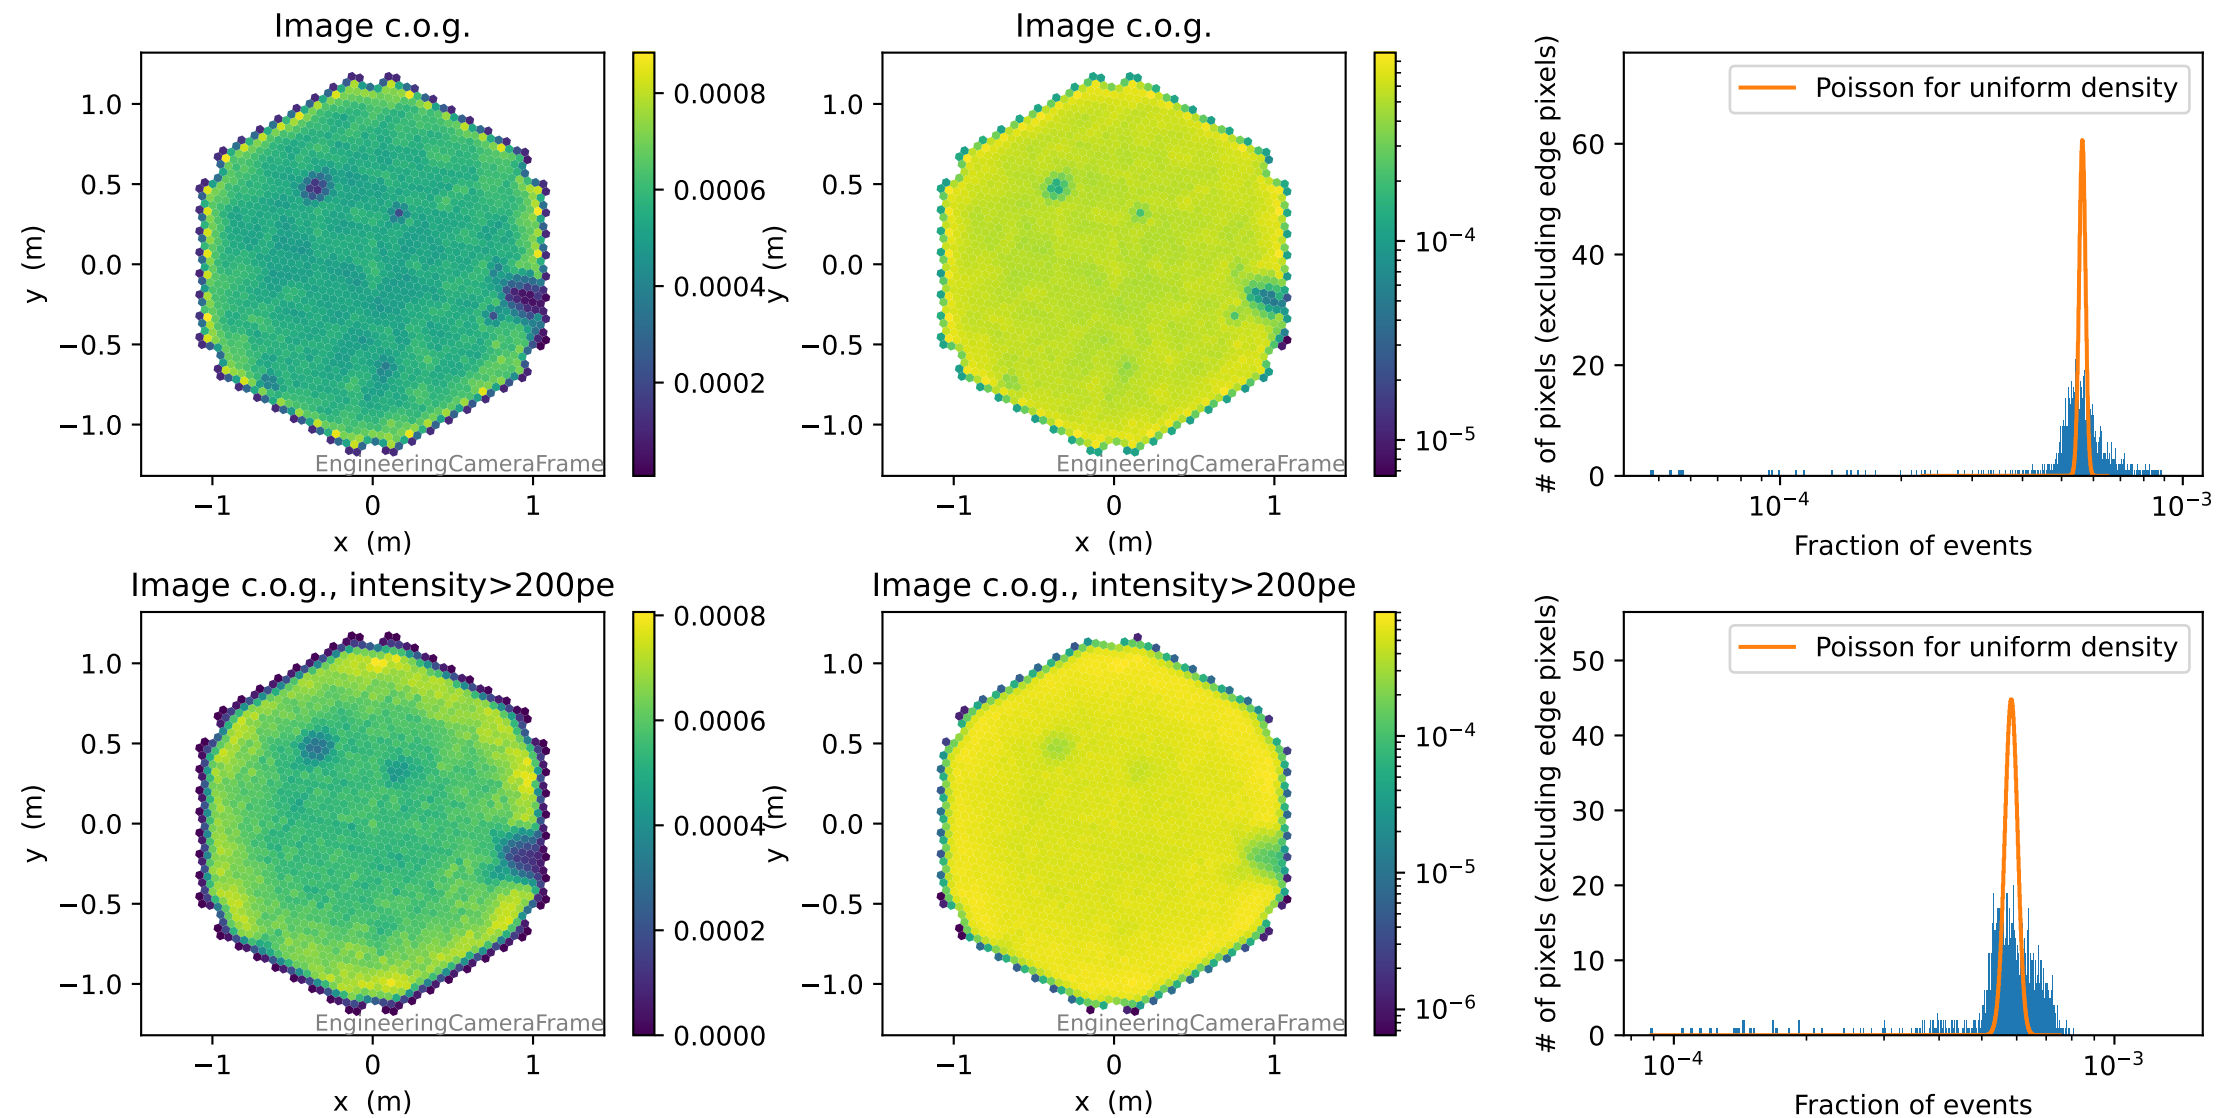 Image c.o.g.
1.0
0.5
0.0
−0.5
−1.0
y (m)
−1
0
1
x (m)
EngineeringCameraFrame
0.0008
0.0006
0.0004
0.0002
Image c.o.g.
1.0
0.5
0.0
−0.5
−1.0
y (m)
−1
0
1
x (m)
EngineeringCameraFrame
10⁻⁴
10⁻⁵
# of pixels (excluding edge pixels)
60
40
20
0
Poisson for uniform density
10⁻⁴
10⁻³
Fraction of events
Image c.o.g., intensity>200pe
1.0
0.5
0.0
−0.5
−1.0
y (m)
−1
0
1
x (m)
EngineeringCameraFrame
0.0008
0.0006
0.0004
0.0002
0.0000
Image c.o.g., intensity>200pe
1.0
0.5
0.0
−0.5
−1.0
y (m)
−1
0
1
x (m)
EngineeringCameraFrame
10⁻⁴
10⁻⁵
10⁻⁶
# of pixels (excluding edge pixels)
50
40
30
20
10
0
Poisson for uniform density
10⁻⁴
10⁻³
Fraction of events